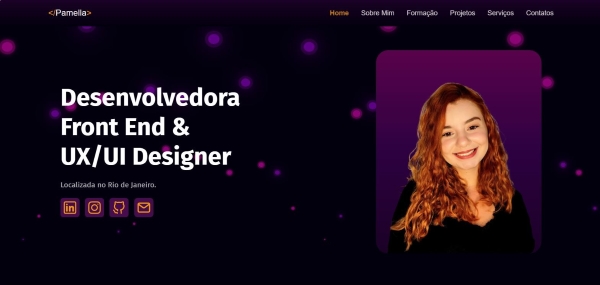 </Pamella>
Home Sobre Mim Formação Projetos Serviços Contatos
Desenvolvedora
Front End &
UX/UI Designer
Localizada no Rio de Janeiro.
in